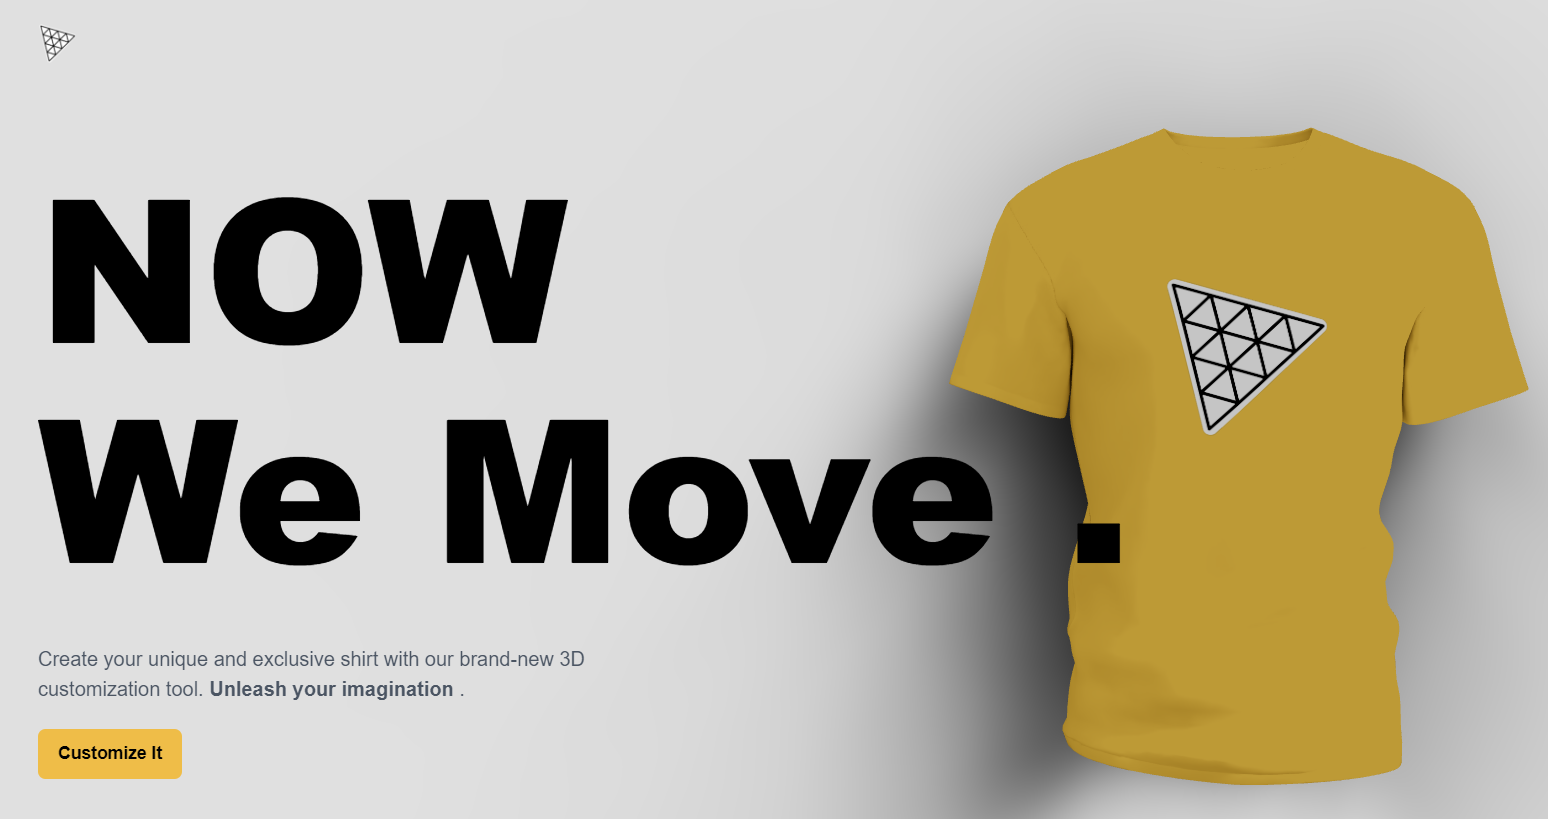 NOW
We Move .
Create your unique and exclusive shirt with our brand-new 3D
customization tool. Unleash your imagination .
Customize It